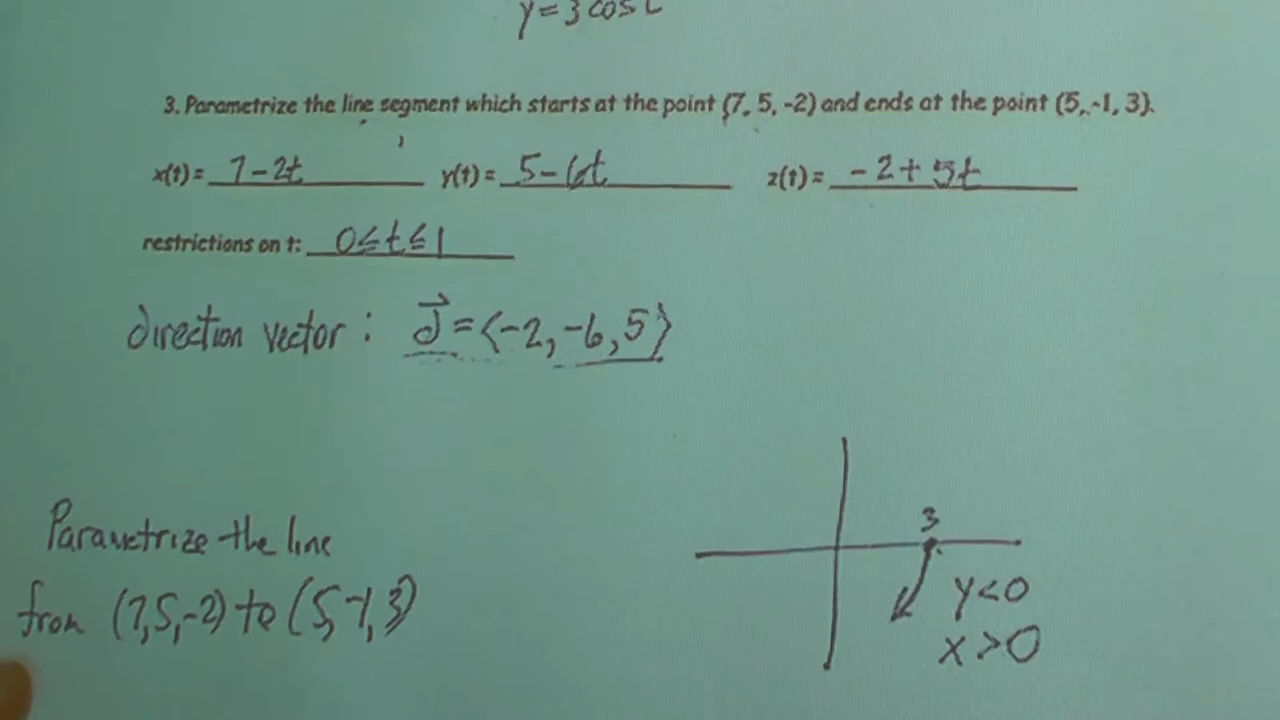 y = 3 cos t
3. Parametrize the line segment which starts at the point (7, 5, -2) and ends at the point (5, -1, 3).
x(t) = 7-2t y(t) = 5-6t z(t) = -2+5t
restrictions on t: 0≤t≤1
direction vector : d⃗ = <-2, -6, 5>
3
Parametrize the line
y<0
from (7,5,-2) to (5,-1,3)
x>0